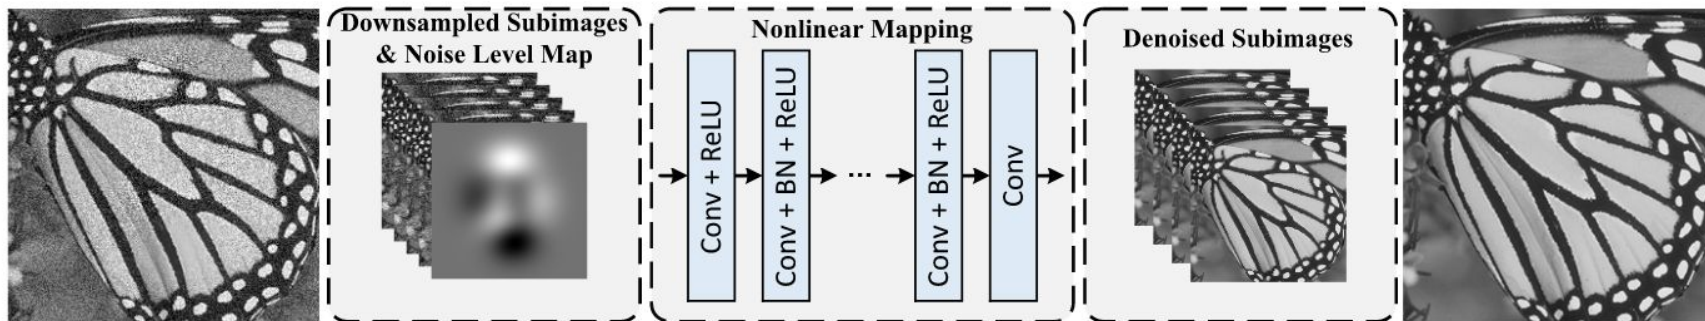 Downsampled Subimages
& Noise Level Map
Nonlinear Mapping
Conv + ReLU
Conv + BN + ReLU
...
Conv + BN + ReLU
Conv
Denoised Subimages